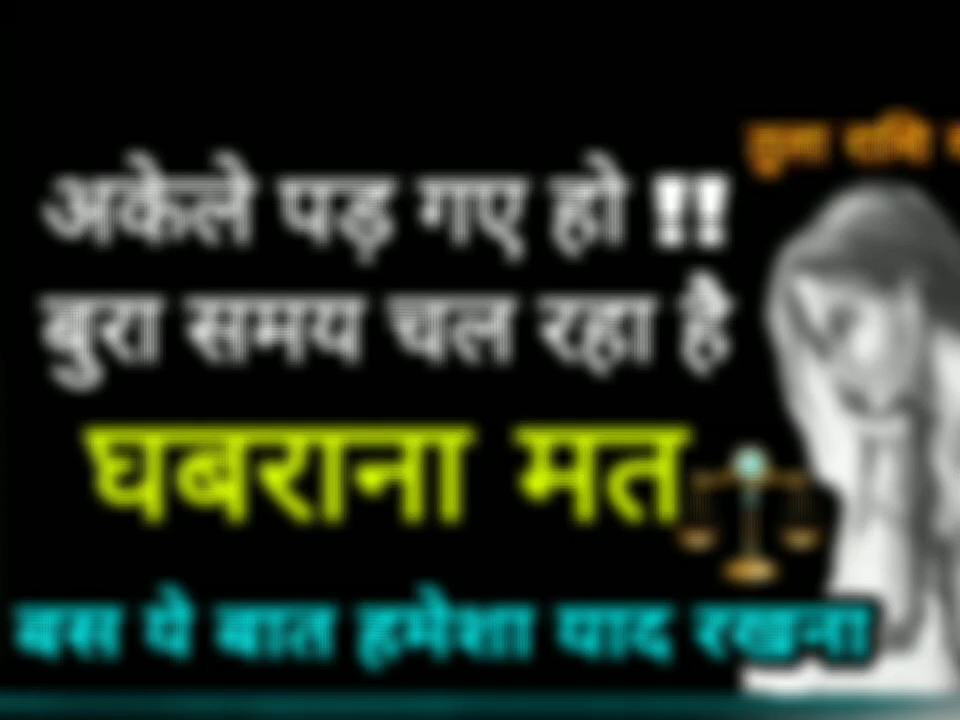 तुला राशि
अकेले पड़ गए हो !!
बुरा समय चल रहा है
घबराना मत
बस ये बात हमेशा याद रखना